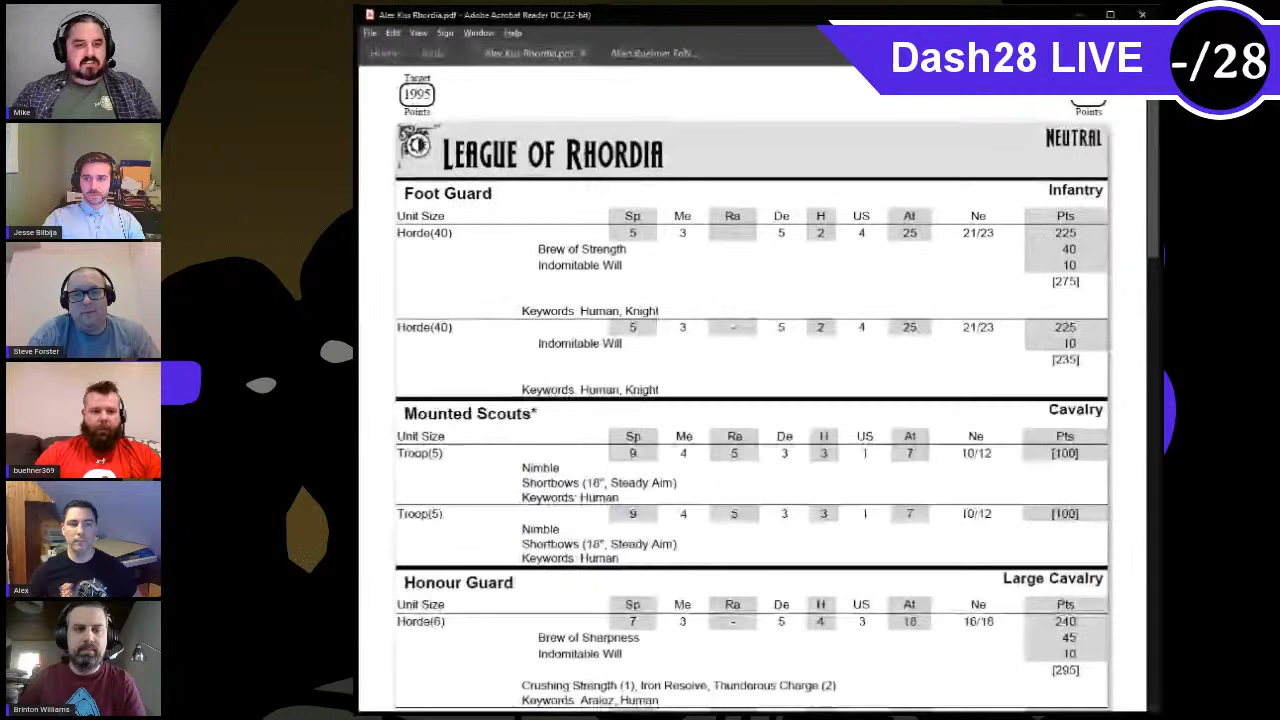 Mike
Jesse Bilbija
Steve Forster
buehner369
Alex
Brinton Williams
Dash28 LIVE
-/28
Alex Kiss Rhordia.pdf - Adobe Acrobat Reader DC (32-bit)
File Edit View Sign Window Help
Home Tools Alex Kiss Rhordia.pdf
Target
1995
Points
Points
LEAGUE OF RHORDIA NEUTRAL
Foot Guard Infantry
Unit Size Sp Me Ra De H US At Ne Pts
Horde(40) 5 3 5 2 4 25 21/23 225
Brew of Strength 40
Indomitable Will 10
[275]
Keywords Human, Knight
Horde(40) 5 3 - 5 2 4 25 21/23 225
Indomitable Will 10
[235]
Keywords. Human, Knight
Mounted Scouts* Cavalry
Unit Size Sp Me Ra De H US At Ne Pts
Troop(5) 9 4 5 3 3 1 7 10/12 [100]
Nimble
Shortbows (18", Steady Aim)
Keywords: Human
Troop(5) 9 4 5 3 3 1 7 10/12 [100]
Nimble
Shortbows (18", Steady Aim)
Keywords: Human
Honour Guard Large Cavalry
Unit Size Sp Me Ra De H US At Ne Pts
Horde(6) 7 3 - 5 4 3 18 16/18 240
Brew of Sharpness 45
Indomitable Will 10
[295]
Crushing Strength (1), Iron Resolve, Thunderous Charge (2)
Keywords Araloz, Human